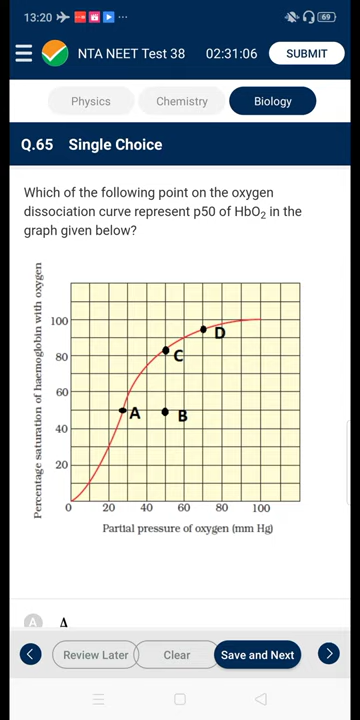 13:20
69
NTA NEET Test 38
02:31:06
SUBMIT
Physics
Chemistry
Biology
Q.65 Single Choice
Which of the following point on the oxygen
dissociation curve represent p50 of HbO₂ in the
graph given below?
Percentage saturation of haemoglobin with oxygen
100
80
60
40
20
A
B
C
D
0 20 40 60 80 100
Partial pressure of oxygen (mm Hg)
A A
Review Later
Clear
Save and Next